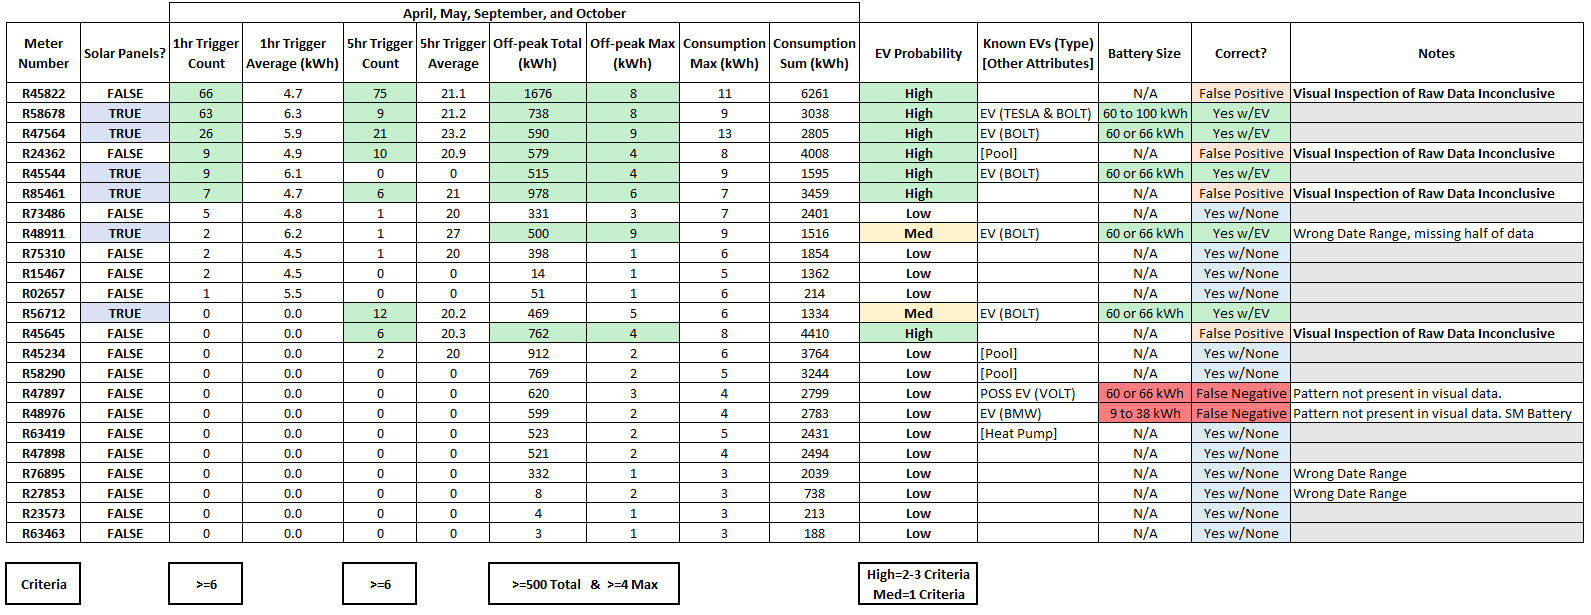 April, May, September, and October
Meter Number | Solar Panels? | 1hr Trigger Count | 1hr Trigger Average (kWh) | 5hr Trigger Count | 5hr Trigger Average | Off-peak Total (kWh) | Off-peak Max (kWh) | Consumption Max (kWh) | Consumption Sum (kWh) | EV Probability | Known EVs (Type) [Other Attributes] | Battery Size | Correct? | Notes
R45822 | FALSE | 66 | 4.7 | 75 | 21.1 | 1676 | 8 | 11 | 6261 | High | | N/A | False Positive | Visual Inspection of Raw Data Inconclusive
R58678 | TRUE | 63 | 6.3 | 9 | 21.2 | 738 | 8 | 9 | 3038 | High | EV (TESLA & BOLT) | 60 to 100 kWh | Yes w/EV |
R47564 | TRUE | 26 | 5.9 | 21 | 23.2 | 590 | 9 | 13 | 2805 | High | EV (BOLT) | 60 or 66 kWh | Yes w/EV |
R24362 | FALSE | 9 | 4.9 | 10 | 20.9 | 579 | 4 | 8 | 4008 | High | [Pool] | N/A | False Positive | Visual Inspection of Raw Data Inconclusive
R45544 | TRUE | 9 | 6.1 | 0 | 0 | 515 | 4 | 9 | 1595 | High | EV (BOLT) | 60 or 66 kWh | Yes w/EV |
R85461 | TRUE | 7 | 4.7 | 6 | 21 | 978 | 6 | 7 | 3459 | High | | N/A | False Positive | Visual Inspection of Raw Data Inconclusive
R73486 | FALSE | 5 | 4.8 | 1 | 20 | 331 | 3 | 7 | 2401 | Low | | N/A | Yes w/None |
R48911 | TRUE | 2 | 6.2 | 1 | 27 | 500 | 9 | 9 | 1516 | Med | EV (BOLT) | 60 or 66 kWh | Yes w/EV | Wrong Date Range, missing half of data
R75310 | FALSE | 2 | 4.5 | 1 | 20 | 398 | 1 | 6 | 1854 | Low | | N/A | Yes w/None |
R15467 | FALSE | 2 | 4.5 | 0 | 0 | 14 | 1 | 5 | 1362 | Low | | N/A | Yes w/None |
R02657 | FALSE | 1 | 5.5 | 0 | 0 | 51 | 1 | 6 | 214 | Low | | N/A | Yes w/None |
R56712 | TRUE | 0 | 0.0 | 12 | 20.2 | 469 | 5 | 6 | 1334 | Med | EV (BOLT) | 60 or 66 kWh | Yes w/EV |
R45645 | FALSE | 0 | 0.0 | 6 | 20.3 | 762 | 4 | 8 | 4410 | High | | N/A | False Positive | Visual Inspection of Raw Data Inconclusive
R45234 | FALSE | 0 | 0.0 | 2 | 20 | 912 | 2 | 6 | 3764 | Low | [Pool] | N/A | Yes w/None |
R58290 | FALSE | 0 | 0.0 | 0 | 0 | 769 | 2 | 5 | 3244 | Low | [Pool] | N/A | Yes w/None |
R47897 | FALSE | 0 | 0.0 | 0 | 0 | 620 | 3 | 4 | 2799 | Low | POSS EV (VOLT) | 60 or 66 kWh | False Negative | Pattern not present in visual data.
R48976 | FALSE | 0 | 0.0 | 0 | 0 | 599 | 2 | 4 | 2783 | Low | EV (BMW) | 9 to 38 kWh | False Negative | Pattern not present in visual data. SM Battery
R63419 | FALSE | 0 | 0.0 | 0 | 0 | 523 | 2 | 5 | 2431 | Low | [Heat Pump] | N/A | Yes w/None |
R47898 | FALSE | 0 | 0.0 | 0 | 0 | 521 | 2 | 4 | 2494 | Low | | N/A | Yes w/None |
R76895 | FALSE | 0 | 0.0 | 0 | 0 | 332 | 1 | 3 | 2039 | Low | | N/A | Yes w/None | Wrong Date Range
R27853 | FALSE | 0 | 0.0 | 0 | 0 | 8 | 2 | 3 | 738 | Low | | N/A | Yes w/None | Wrong Date Range
R23573 | FALSE | 0 | 0.0 | 0 | 0 | 4 | 1 | 3 | 213 | Low | | N/A | Yes w/None |
R63463 | FALSE | 0 | 0.0 | 0 | 0 | 3 | 1 | 3 | 188 | Low | | N/A | Yes w/None |
Criteria | >=6 | >=6 | >=500 Total & >=4 Max | High=2-3 Criteria
Med=1 Criteria